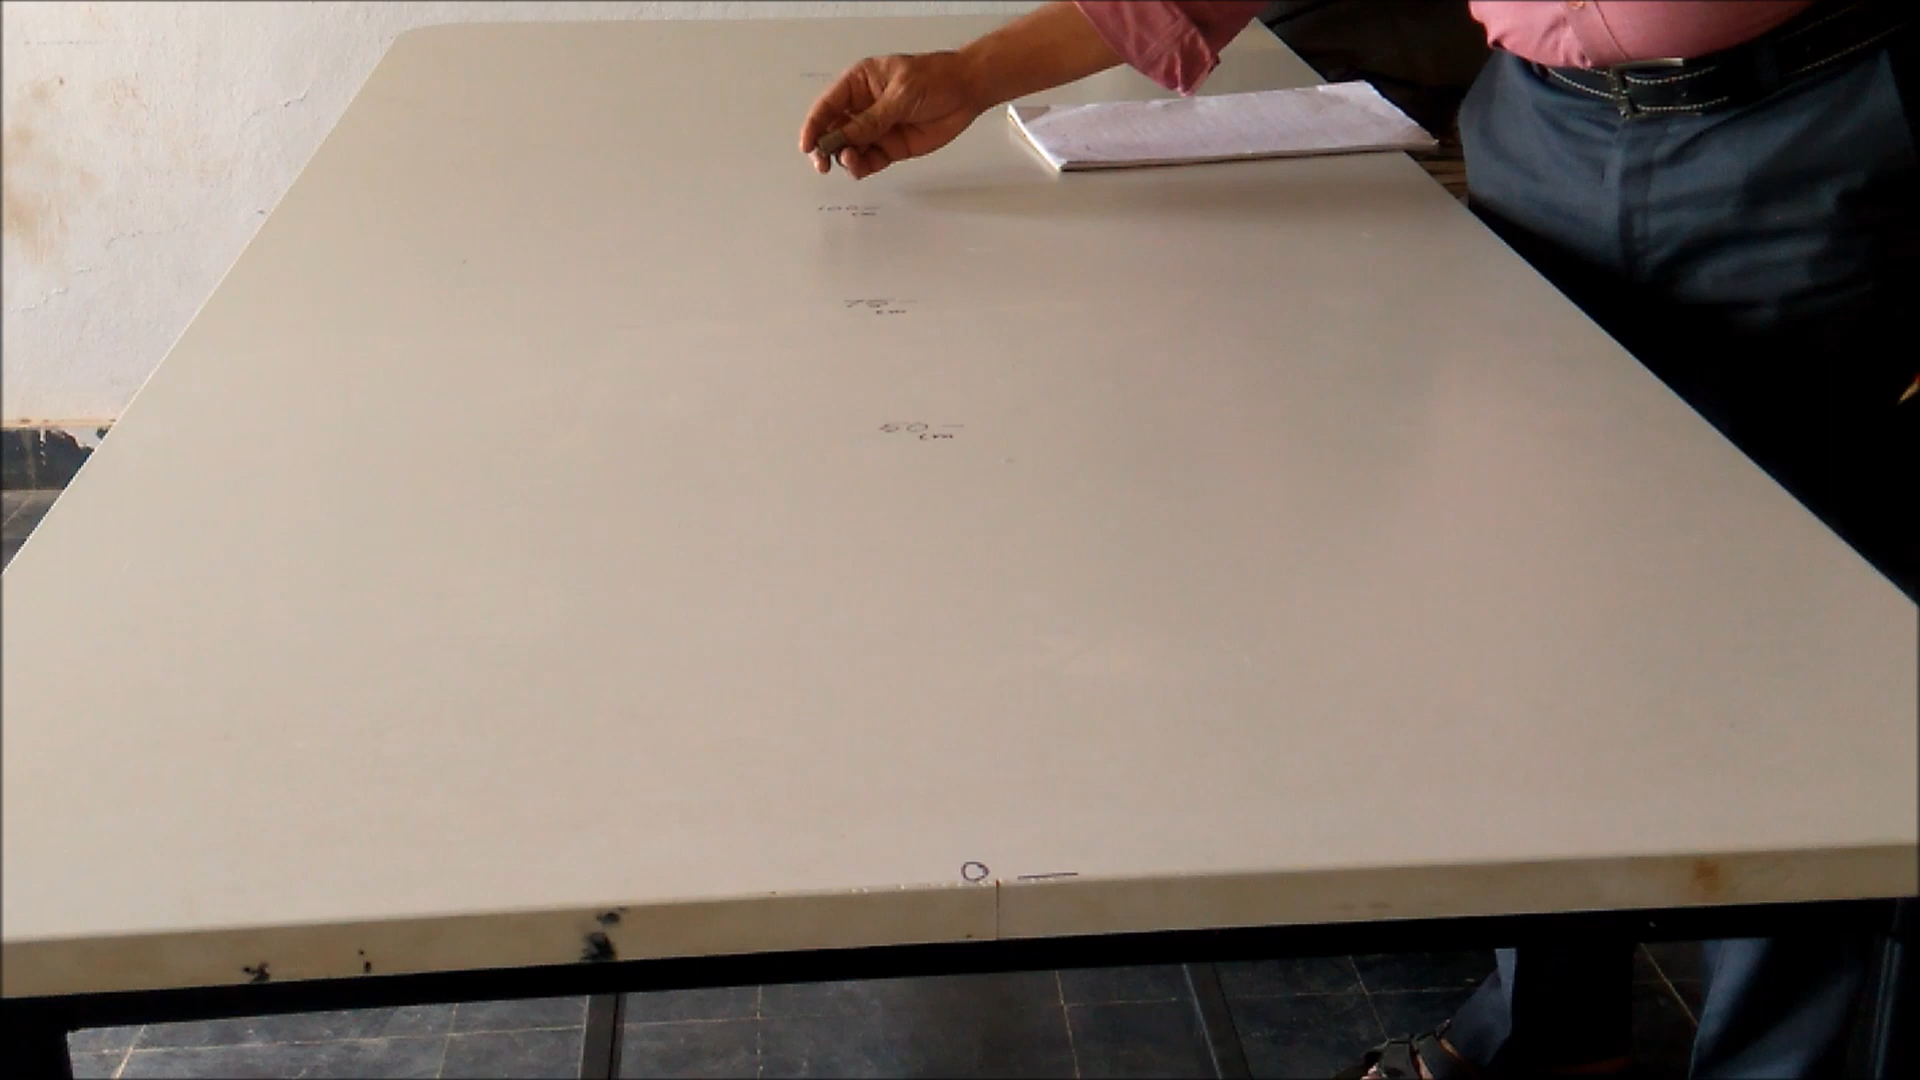 100 —
cm
75 —
cm
50 —
cm
0 —